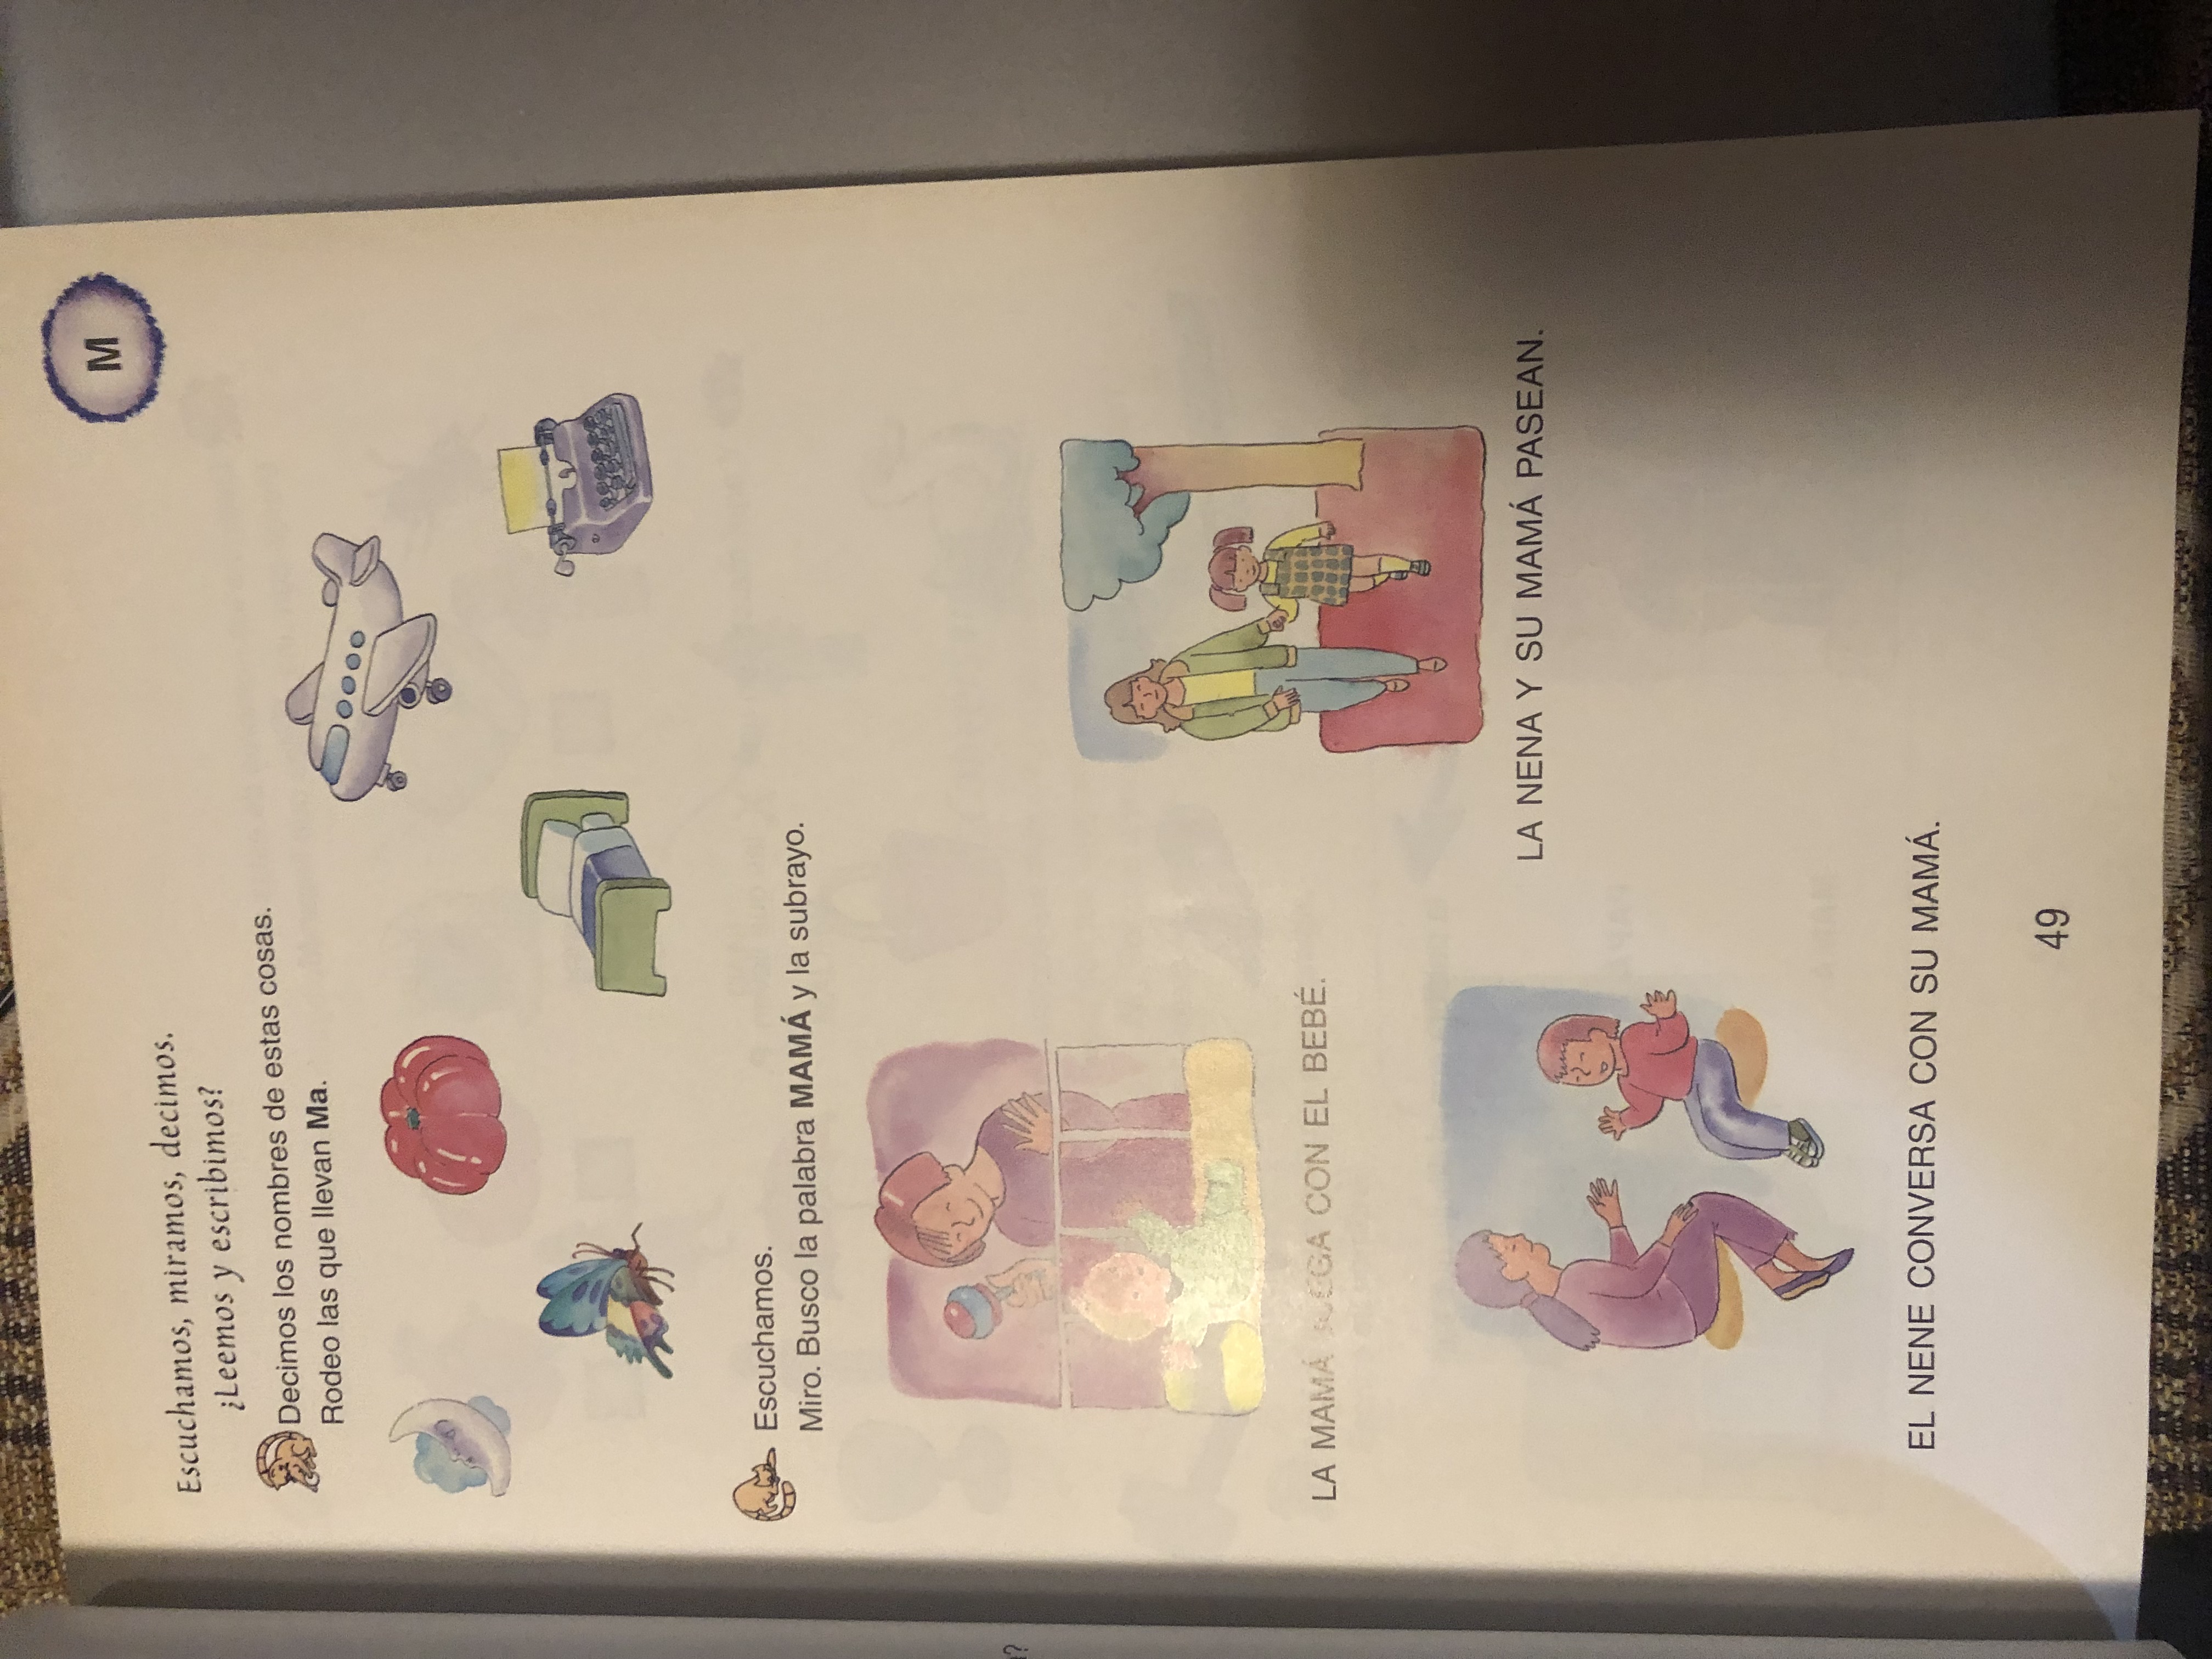 M
Escuchamos, miramos, decimos.
¿Leemos y escribimos?
Decimos los nombres de estas cosas.
Rodeo las que llevan Ma.
Escuchamos.
Miro. Busco la palabra MAMÁ y la subrayo.
LA MAMÁ JUEGA CON EL BEBÉ.
LA NENA Y SU MAMÁ PASEAN.
EL NENE CONVERSA CON SU MAMÁ.
49